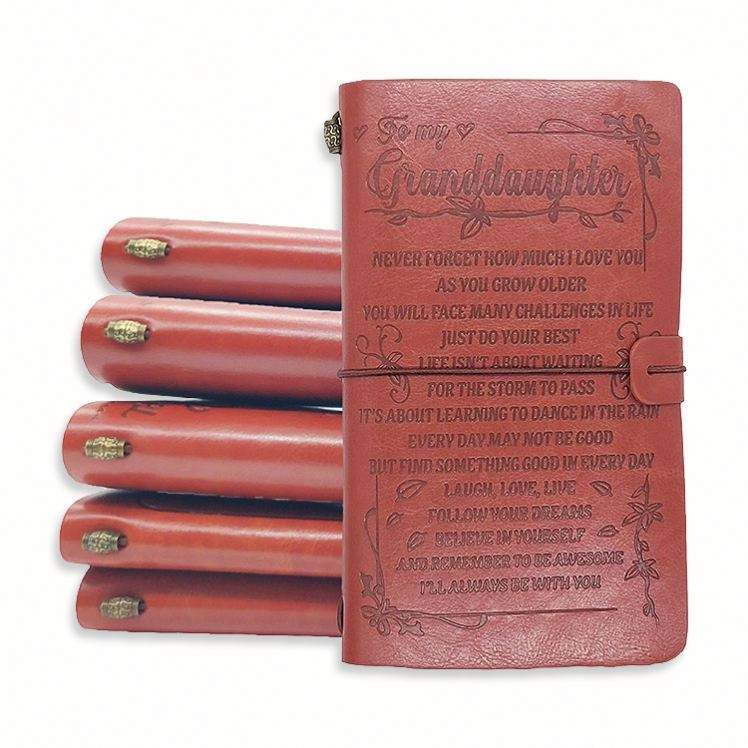 To my
Granddaughter
NEVER FORGET HOW MUCH I LOVE YOU
AS YOU GROW OLDER
YOU WILL FACE MANY CHALLENGES IN LIFE
JUST DO YOUR BEST
LIFE ISN'T ABOUT WAITING
FOR THE STORM TO PASS
IT'S ABOUT LEARNING TO DANCE IN THE RAIN
EVERY DAY MAY NOT BE GOOD
BUT FIND SOMETHING GOOD IN EVERY DAY
LAUGH, LOVE, LIVE
FOLLOW YOUR DREAMS
BELIEVE IN YOURSELF
AND REMEMBER TO BE AWESOME
I'LL ALWAYS BE WITH YOU